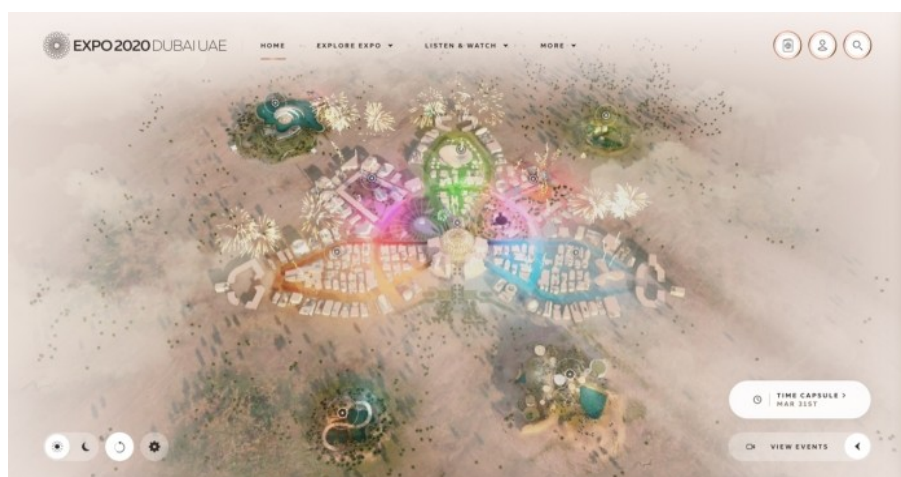 EXPO 2020 DUBAI UAE
HOME
EXPLORE EXPO
LISTEN & WATCH
MORE
TIME CAPSULE >
MAR 31ST
VIEW EVENTS